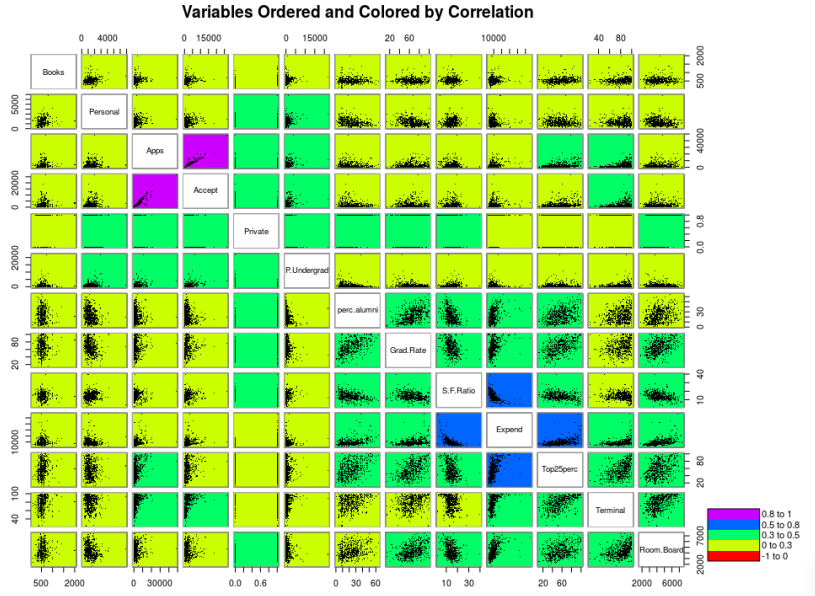 Variables Ordered and Colored by Correlation
0 4000 0 15000 0 15000 20 60 10000 40 80
Books 500 2000
0 5000 Personal
Apps 0 40000
0 20000 Accept
Private 0.0 0.8
0 20000 P.Undergrad
perc.alumni 0 30
20 80 Grad.Rate
S.F.Ratio 10 40
10000 Expend
Top25perc 20 80
40 100 Terminal
Room.Board 2000 7000
500 2000 0 30000 0.0 0.6 0 30 60 10 30 20 60 2000 6000
0.8 to 1
0.5 to 0.8
0.3 to 0.5
0 to 0.3
-1 to 0